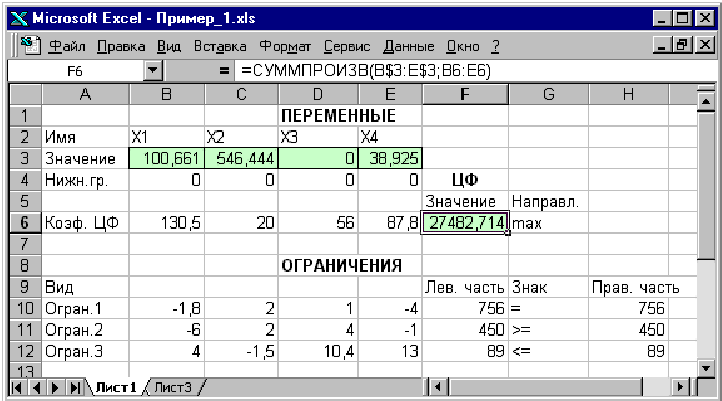 Microsoft Excel - Пример_1.xls
Файл Правка Вид Вставка Формат Сервис Данные Окно ?
F6 = =СУММПРОИЗВ(B$3:E$3;B6:E6)
A B C D E F G H
1 ПЕРЕМЕННЫЕ
2 Имя X1 X2 X3 X4
3 Значение 100,661 546,444 0 38,925
4 Нижн.гр. 0 0 0 0 ЦФ
5 Значение Направл.
6 Коэф. ЦФ 130,5 20 56 87,8 27482,714 max
7
8 ОГРАНИЧЕНИЯ
9 Вид Лев. часть Знак Прав. часть
10 Огран.1 -1,8 2 1 -4 756 = 756
11 Огран.2 -6 2 4 -1 450 >= 450
12 Огран.3 4 -1,5 10,4 13 89 <= 89
13
Лист1 Лист3